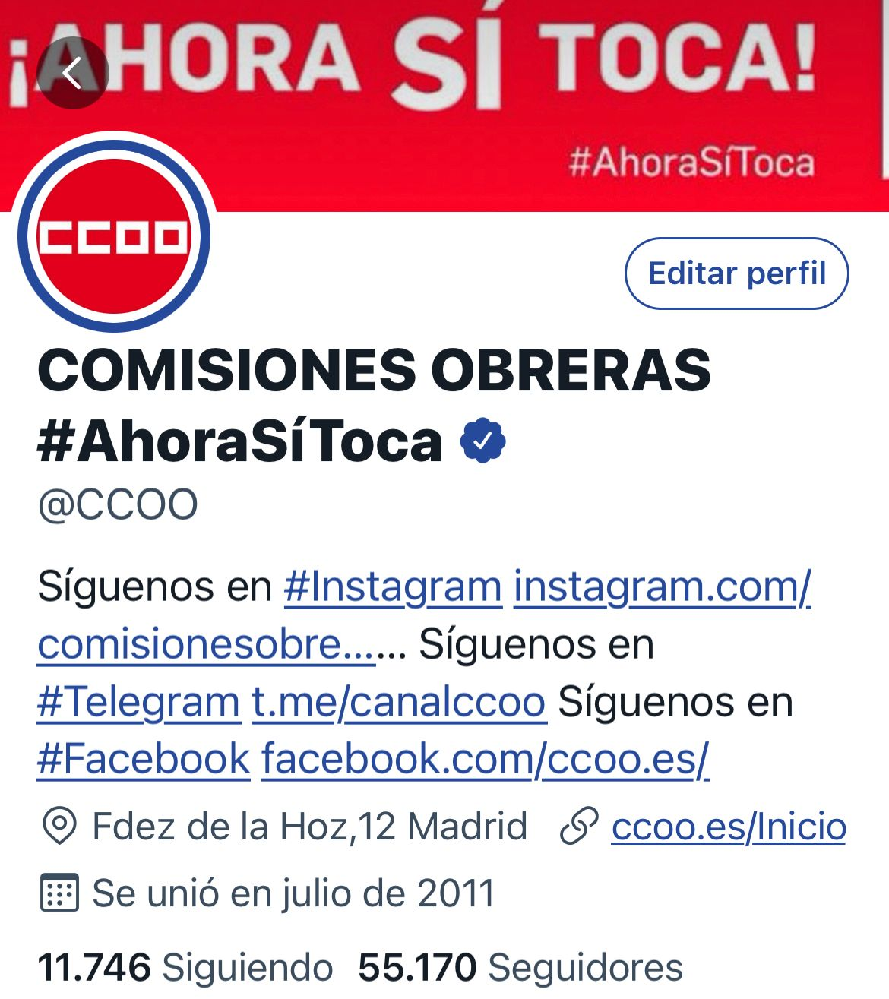 ¡AHORA SÍ TOCA!
#AhoraSíToca
CCOO
Editar perfil
COMISIONES OBRERAS
#AhoraSíToca
@CCOO
Síguenos en #Instagram instagram.com/
comisionesobre...... Síguenos en
#Telegram t.me/canalccoo Síguenos en
#Facebook facebook.com/ccoo.es/
Fdez de la Hoz,12 Madrid ccoo.es/Inicio
Se unió en julio de 2011
11.746 Siguiendo 55.170 Seguidores